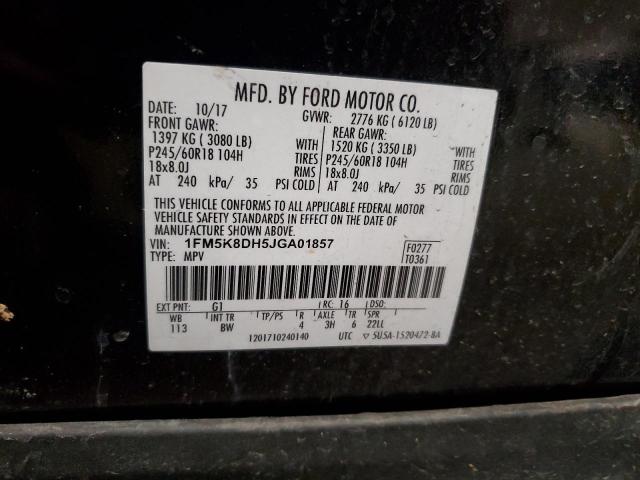 MFD. BY FORD MOTOR CO.
DATE: 10/17 GVWR: 2776 KG ( 6120 LB)
FRONT GAWR: REAR GAWR:
1397 KG ( 3080 LB) WITH 1520 KG ( 3350 LB) WITH
P245/60R18 104H TIRES P245/60R18 104H TIRES
18x8.0J RIMS 18x8.0J RIMS
AT 240 kPa/ 35 PSI COLD AT 240 kPa/ 35 PSI COLD
THIS VEHICLE CONFORMS TO ALL APPLICABLE FEDERAL MOTOR
VEHICLE SAFETY STANDARDS IN EFFECT ON THE DATE OF
MANUFACTURE SHOWN ABOVE.
VIN: 1FM5K8DH5JGA01857 F0277
TYPE: MPV T0361
EXT PNT: G1 RC: 16 DSO:
WB INT TR TP/PS R AXLE TR SPR
113 BW 4 3H 6 22LL
1201710240140 UTC ▽ 5U5A-1520472-BA